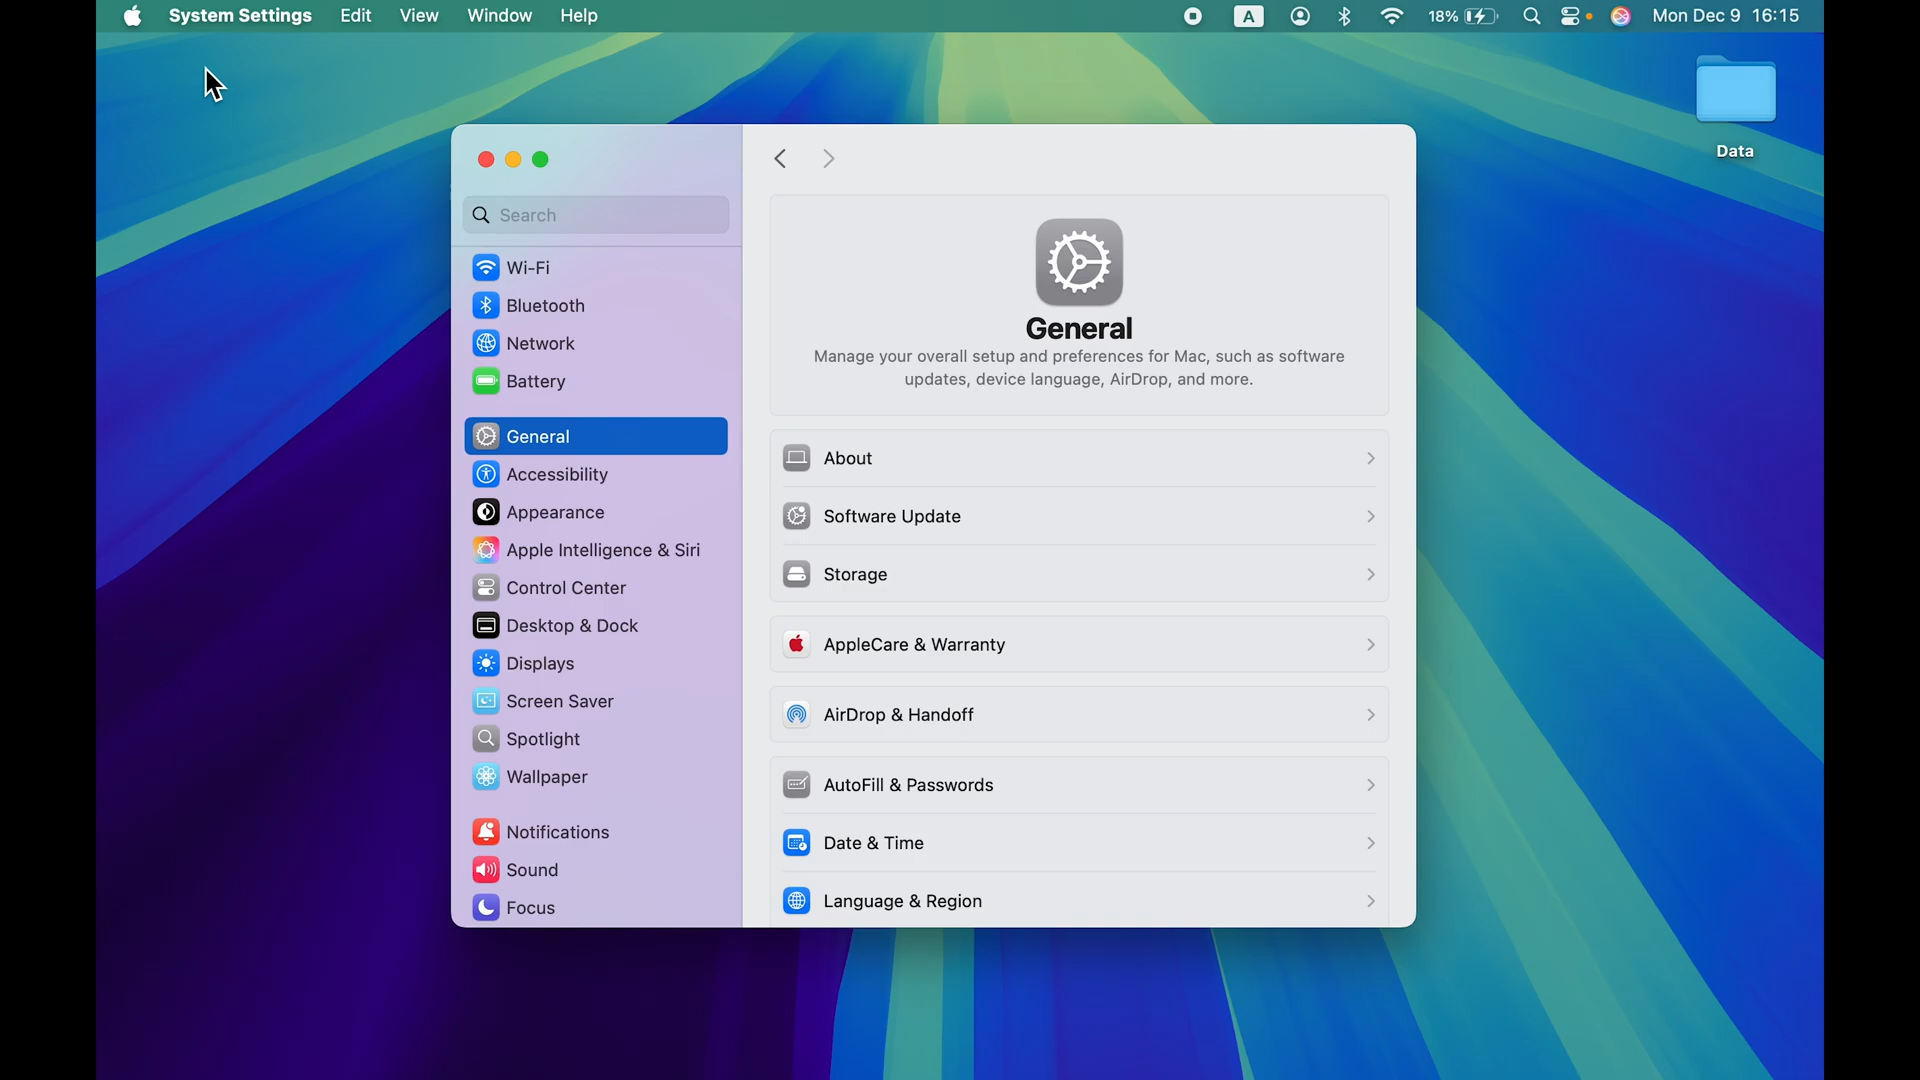 System Settings Edit View Window Help A 18% Mon Dec 9 16:15
Data
Search
Wi-Fi
Bluetooth
Network
Battery
General
Accessibility
Appearance
Apple Intelligence & Siri
Control Center
Desktop & Dock
Displays
Screen Saver
Spotlight
Wallpaper
Notifications
Sound
Focus
General
Manage your overall setup and preferences for Mac, such as software
updates, device language, AirDrop, and more.
About
Software Update
Storage
AppleCare & Warranty
AirDrop & Handoff
AutoFill & Passwords
Date & Time
Language & Region